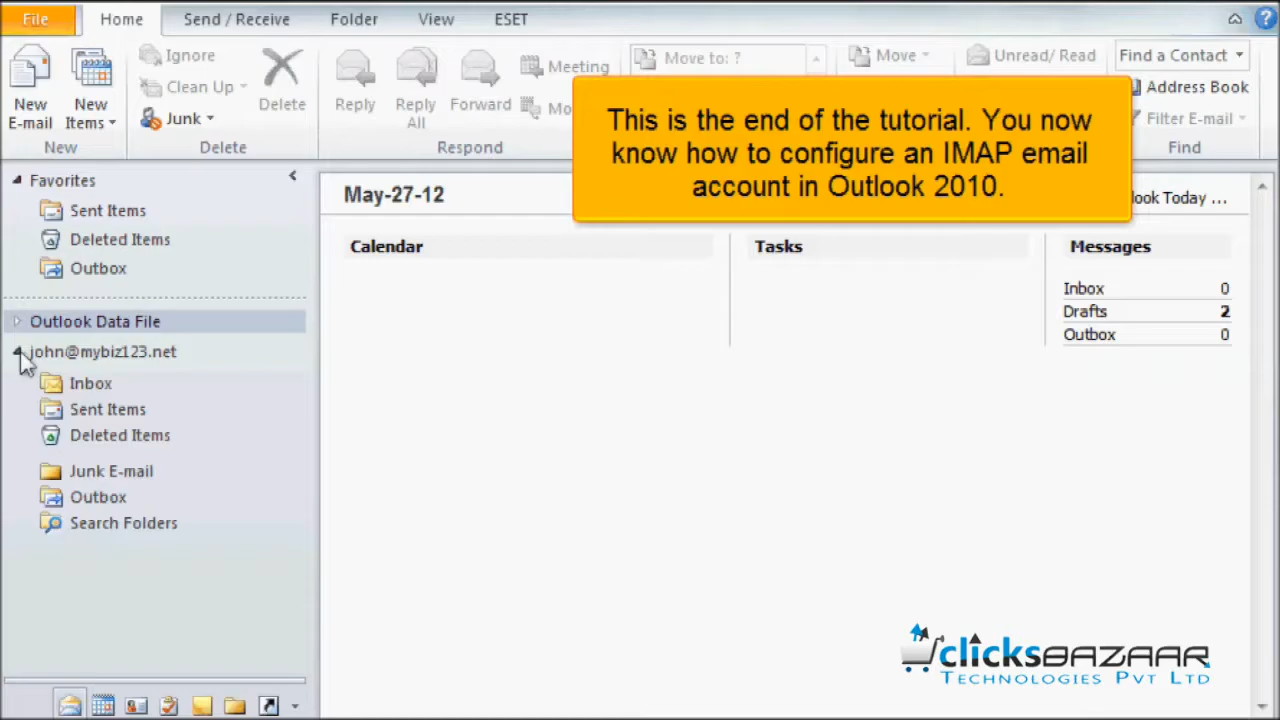 File Home Send / Receive Folder View ESET
Ignore
Clean Up
Junk
New E-mail
New Items
Delete
Reply
Reply All
Forward
Meeting
Move to: ?
Move
Unread/ Read
Find a Contact
Address Book
Filter E-mail
New Delete Respond Find
This is the end of the tutorial. You now
know how to configure an IMAP email
account in Outlook 2010.
Favorites
Sent Items
Deleted Items
Outbox
Outlook Data File
john@mybiz123.net
Inbox
Sent Items
Deleted Items
Junk E-mail
Outbox
Search Folders
May-27-12
Today ...
Calendar Tasks Messages
Inbox 0
Drafts 2
Outbox 0
clicksBAZAAR
TECHNOLOGIES PVT LTD